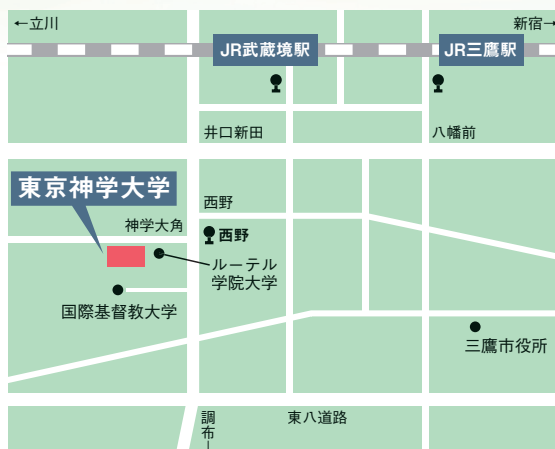 ←立川
新宿→
JR武蔵境駅
JR三鷹駅
井口新田
八幡前
東京神学大学
西野
神学大角
西野
ルーテル
学院大学
国際基督教大学
三鷹市役所
調布
東八道路